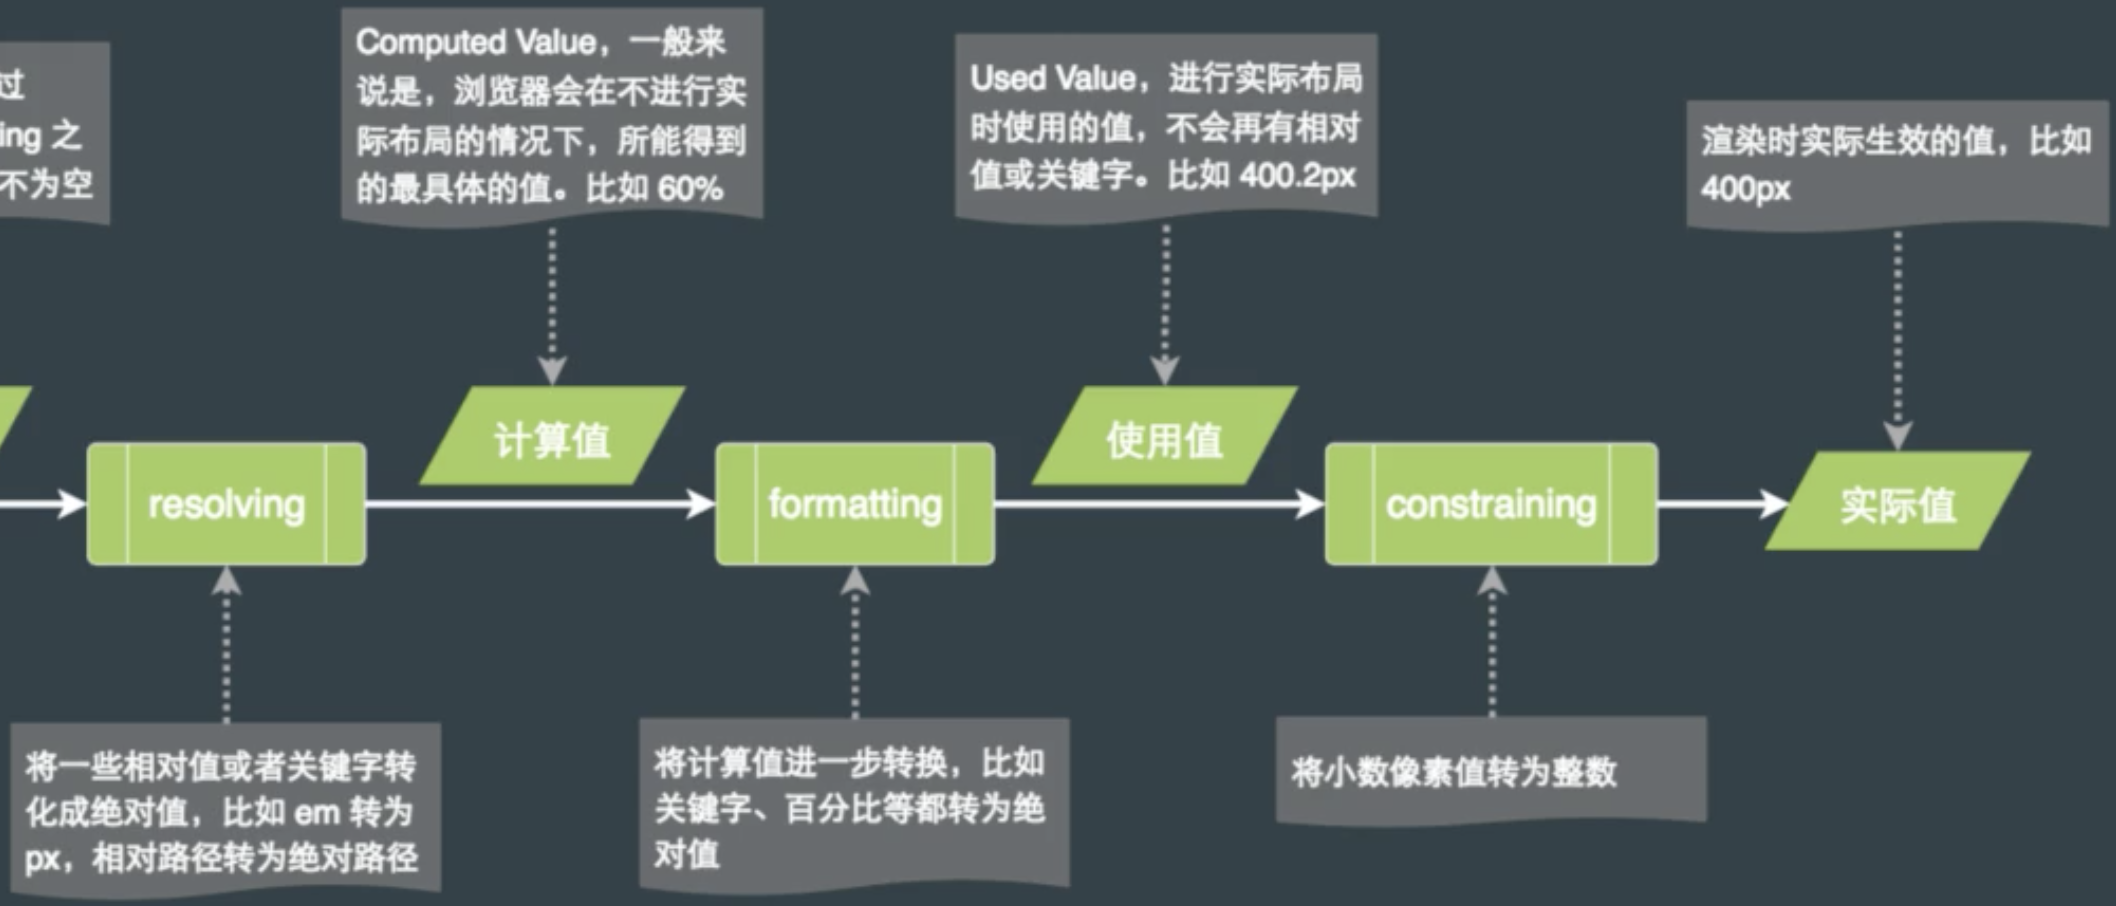 过
ing 之
不为空
Computed Value，一般来
说是，浏览器会在不进行实
际布局的情况下，所能得到
的最具体的值。比如 60%
Used Value，进行实际布局
时使用的值，不会再有相对
值或关键字。比如 400.2px
渲染时实际生效的值，比如
400px
计算值
使用值
resolving
formatting
constraining
实际值
将一些相对值或者关键字转
化成绝对值，比如 em 转为
px，相对路径转为绝对路径
将计算值进一步转换，比如
关键字、百分比等都转为绝
对值
将小数像素值转为整数